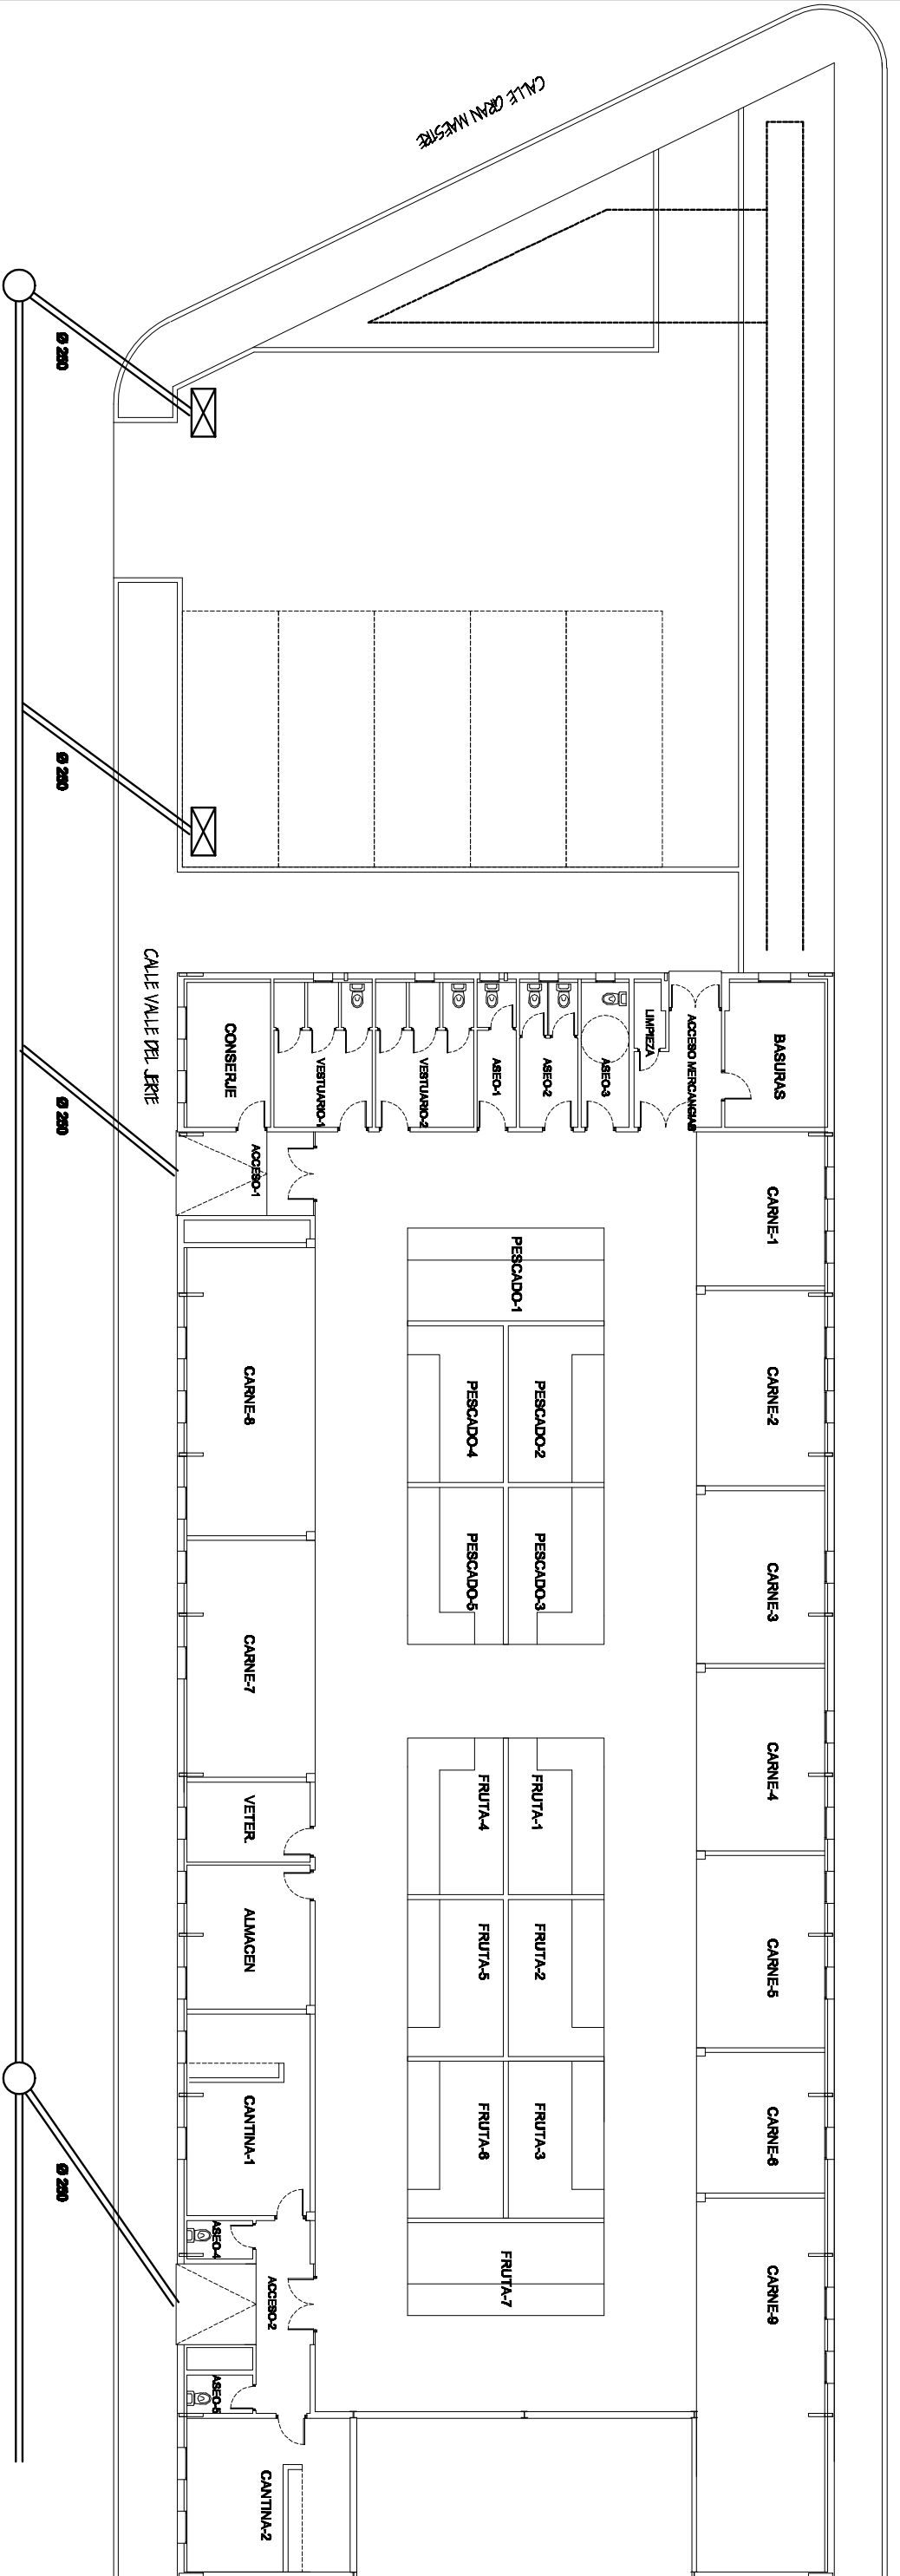 CALLE GRAN MAESTRE
Ø 250
Ø 250
Ø 250
Ø 250
CALLE VALLE DEL JERTE
BASURAS
ACCESO MERCANCIAS
LIMPIEZA
ASEO-3
ASEO-2
ASEO-1
VESTUARIO-2
VESTUARIO-1
CONSERJE
ACCESO-1
CARNE-1
CARNE-2
CARNE-3
CARNE-4
CARNE-5
CARNE-6
CARNE-9
PESCADO-1
PESCADO-2
PESCADO-4
PESCADO-3
PESCADO-5
FRUTA-1
FRUTA-4
FRUTA-2
FRUTA-5
FRUTA-3
FRUTA-6
FRUTA-7
CARNE-8
CARNE-7
VETER.
ALMACEN
CANTINA-1
ASEO-4
ACCESO-2
ASEO-5
CANTINA-2